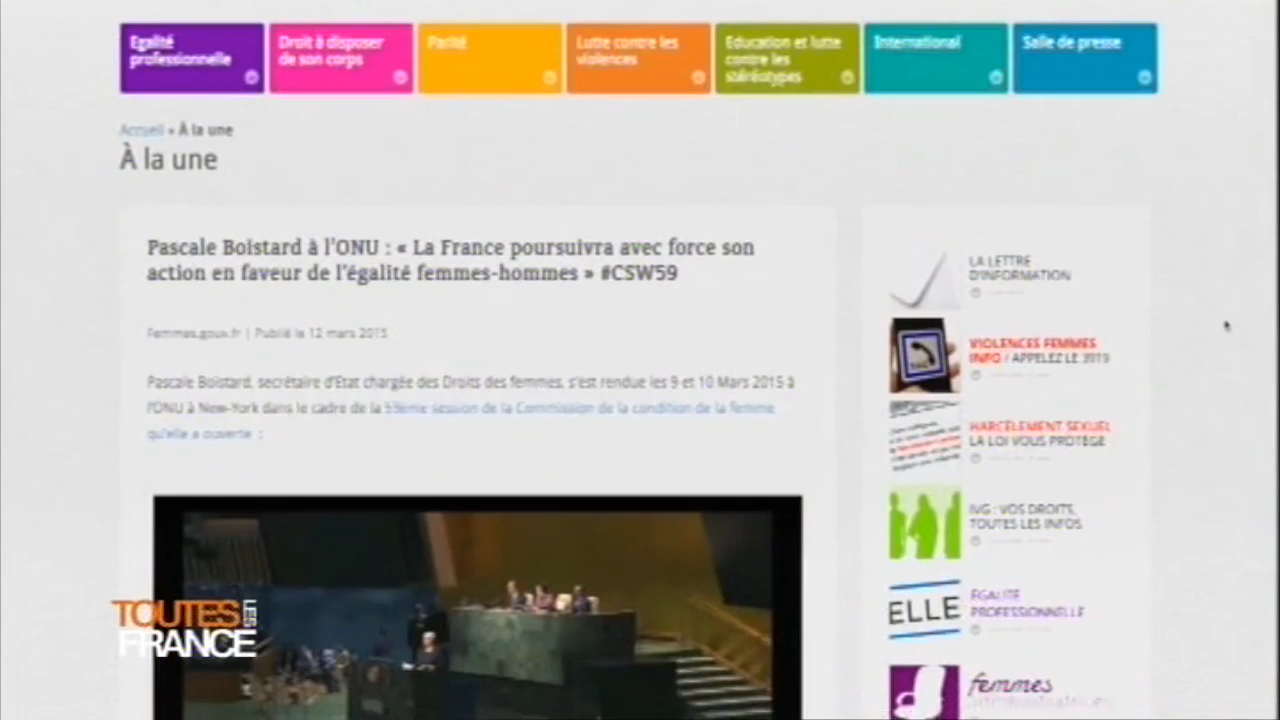 Egalité
professionnelle
Droit à disposer
de son corps
Parité
Lutte contre les
violences
Education et lutte
contre les
stéréotypes
International
Salle de presse
Accueil » À la une
À la une
Pascale Boistard à l'ONU : « La France poursuivra avec force son
action en faveur de l'égalité femmes-hommes » #CSW59
Femmes.gouv.fr | Publié le 12 mars 2015
Pascale Boistard, secrétaire d'Etat chargée des Droits des femmes, s'est rendue les 9 et 10 Mars 2015 à
l'ONU à New-York dans le cadre de la 59ème session de la Commission de la condition de la femme
qu'elle a ouverte :
LA LETTRE
D'INFORMATION
VIOLENCES FEMMES
INFO / APPELEZ LE 3919
HARCÈLEMENT SEXUEL
LA LOI VOUS PROTÈGE
IVG : VOS DROITS,
TOUTES LES INFOS
ELLE
ÉGALITÉ
PROFESSIONNELLE
femmes
TOUTES LES
FRANCE